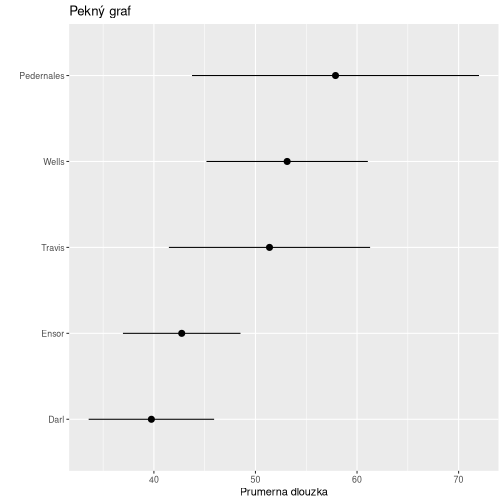 Pekný graf
Pedernales
Wells
Travis
Ensor
Darl
40 50 60 70
Prumerna dlouzka